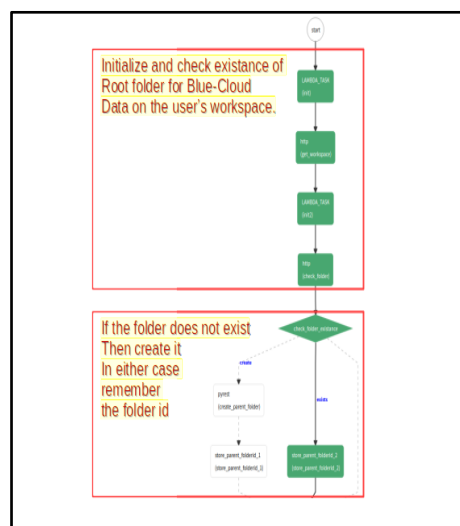 start
Initialize and check existance of
Root folder for Blue-Cloud
Data on the user's workspace.
LAMBDA_TASK
(init)
http
(get_workspace)
LAMBDA_TASK
(init2)
http
(check_folder)
If the folder does not exist
Then create it
In either case
remember
the folder id
check_folder_existance
create
exists
pyrest
(create_parent_folder)
store_parent_folderid_1
(store_parent_folderid_1)
store_parent_folderid_2
(store_parent_folderid_2)